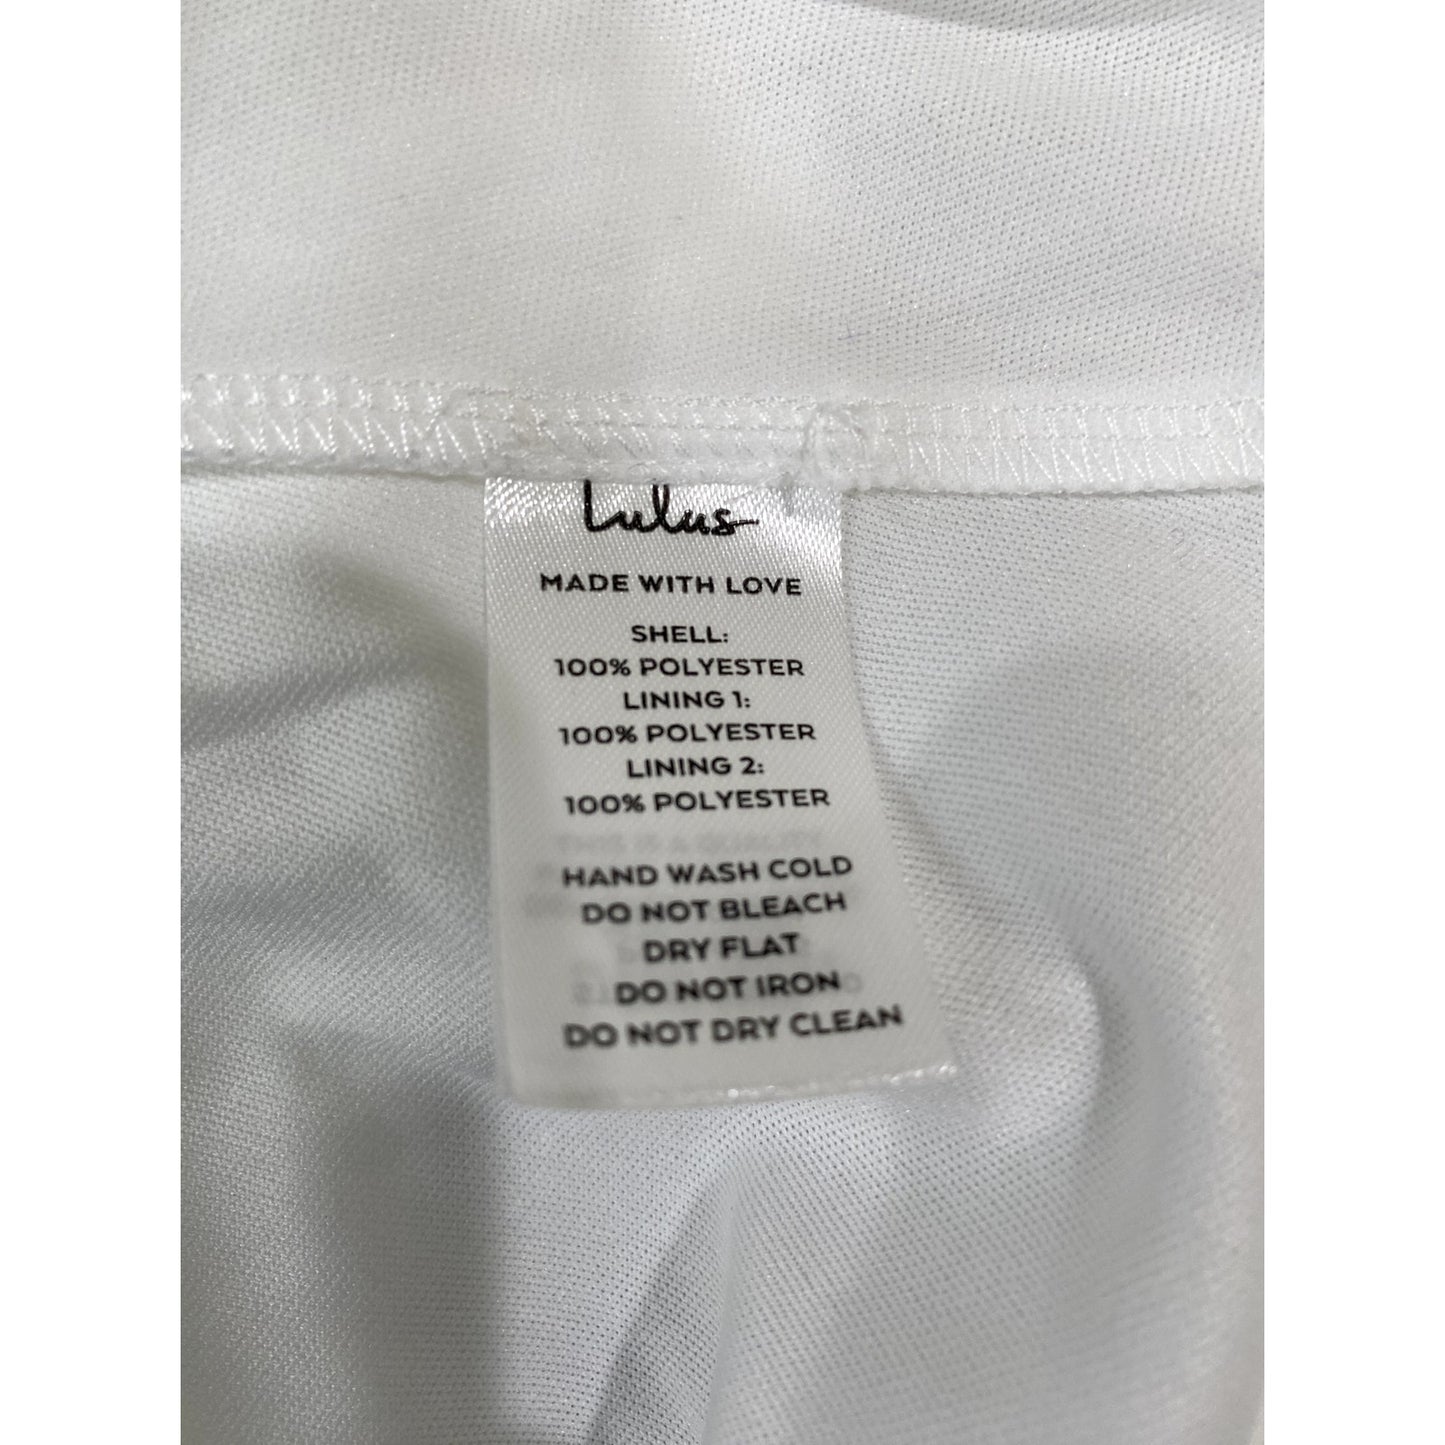 Lulus
MADE WITH LOVE
SHELL:
100% POLYESTER
LINING 1:
100% POLYESTER
LINING 2:
100% POLYESTER
HAND WASH COLD
DO NOT BLEACH
DRY FLAT
DO NOT IRON
DO NOT DRY CLEAN